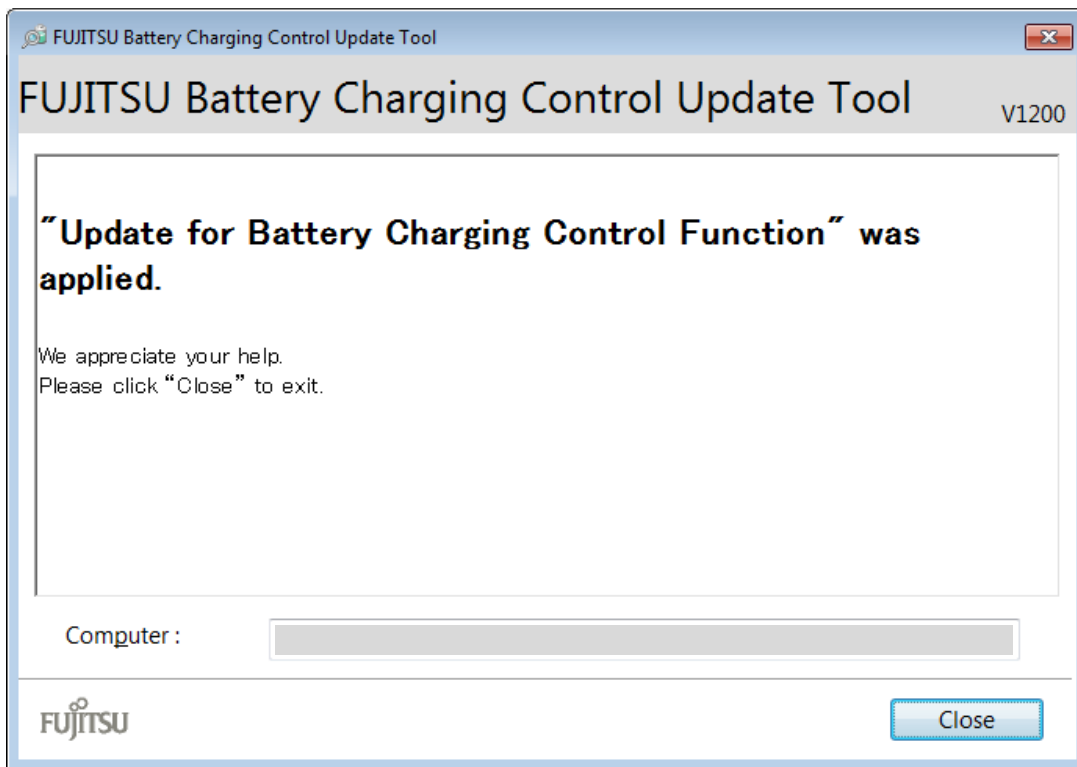 FUJITSU Battery Charging Control Update Tool
FUJITSU Battery Charging Control Update Tool
V1200
"Update for Battery Charging Control Function" was
applied.
We appreciate your help.
Please click “Close” to exit.
Computer :
FUJITSU
Close